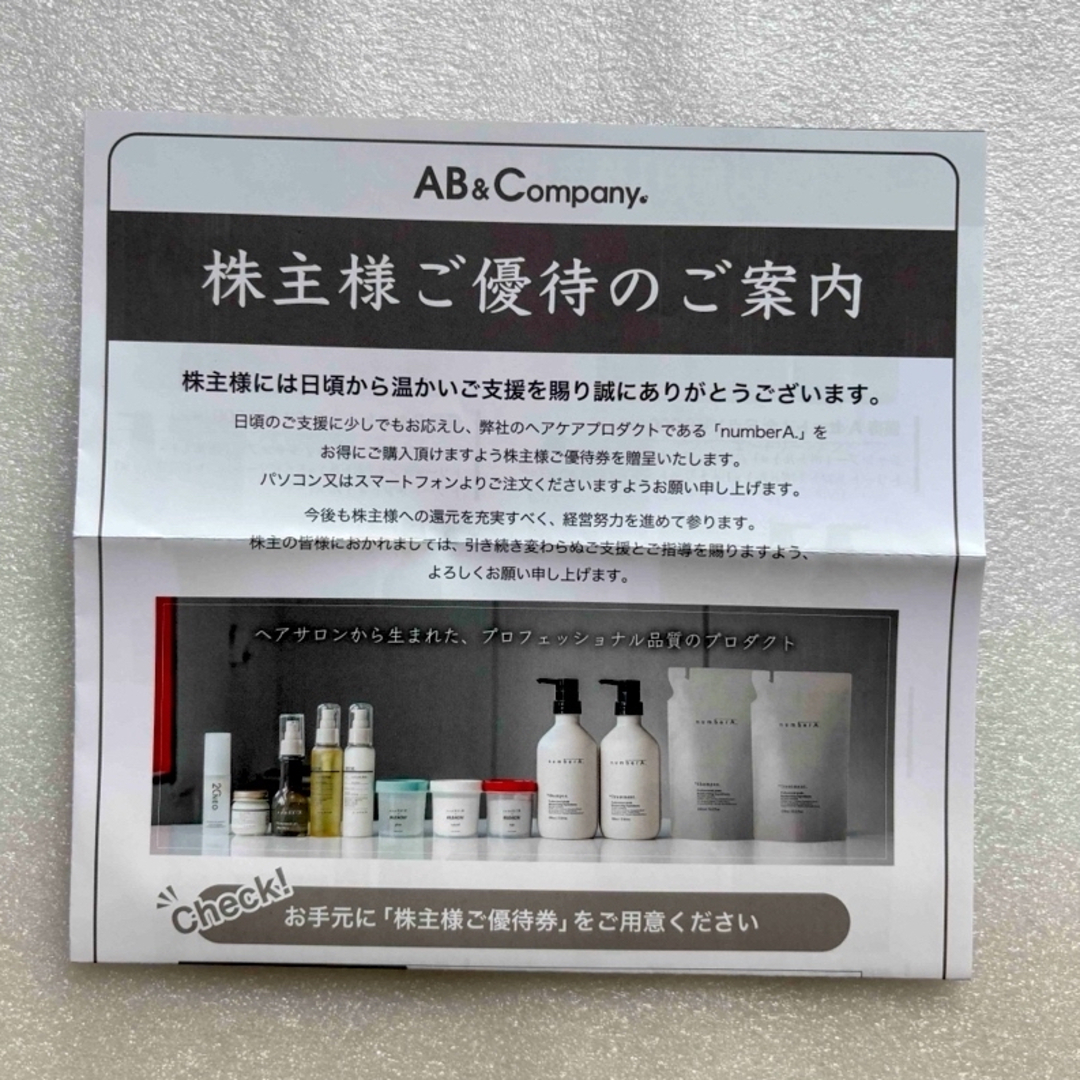 AB & Company.
株主様ご優待のご案内
株主様には日頃から温かいご支援を賜り誠にありがとうございます。
日頃のご支援に少しでもお応えし、弊社のヘアケアプロダクトである「numberA.」を
お得にご購入頂けますよう株主様ご優待券を贈呈いたします。
パソコン又はスマートフォンよりご注文くださいますようお願い申し上げます。
今後も株主様への還元を充実すべく、経営努力を進めて参ります。
株主の皆様におかれましては、引き続き変わらぬご支援とご指導を賜りますよう、
よろしくお願い申し上げます。
ヘアサロンから生まれた、プロフェッショナル品質のプロダクト
numberA.
numberA.
numberA.
numberA.
Check!
お手元に「株主様ご優待券」をご用意ください